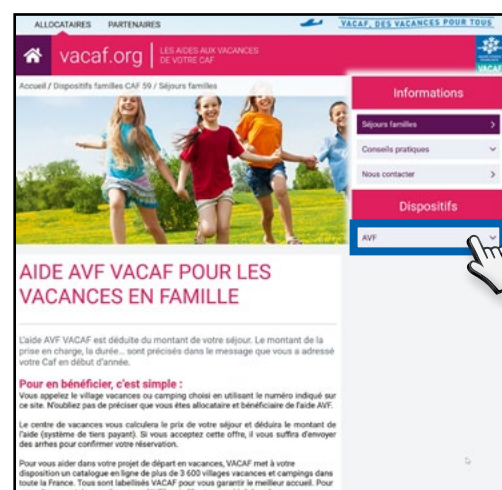 ALLOCATAIRES PARTENAIRES
VACAF, DES VACANCES POUR TOUS
vacaf.org
LES AIDES AUX VACANCES
DE VOTRE CAF
VACAF
Accueil / Dispositifs familles CAF 59 / Séjours familles
Informations
Séjours familles
Conseils pratiques
Nous contacter
Dispositifs
AVF
AIDE AVF VACAF POUR LES
VACANCES EN FAMILLE
L'aide AVF VACAF est déduite du montant de votre séjour. Le montant de la
prise en charge, la durée... sont précisés dans le message que vous a adressé
votre Caf en début d'année.
Pour en bénéficier, c'est simple :
Vous appelez le village vacances ou camping choisi en utilisant le numéro indiqué sur
ce site. N'oubliez pas de préciser que vous êtes allocataire et bénéficiaire de l'aide AVF.
Le centre de vacances vous calculera le prix de votre séjour et déduira le montant de
l'aide (système de tiers payant). Si vous acceptez cette offre, il vous suffira d'envoyer
des arrhes pour confirmer votre réservation.
Pour vous aider dans votre projet de départ en vacances, VACAF met à votre
disposition un catalogue en ligne de plus de 3 600 villages vacances et campings dans
toute la France. Tous sont labellisés VACAF pour vous garantir le meilleur accueil. Pour